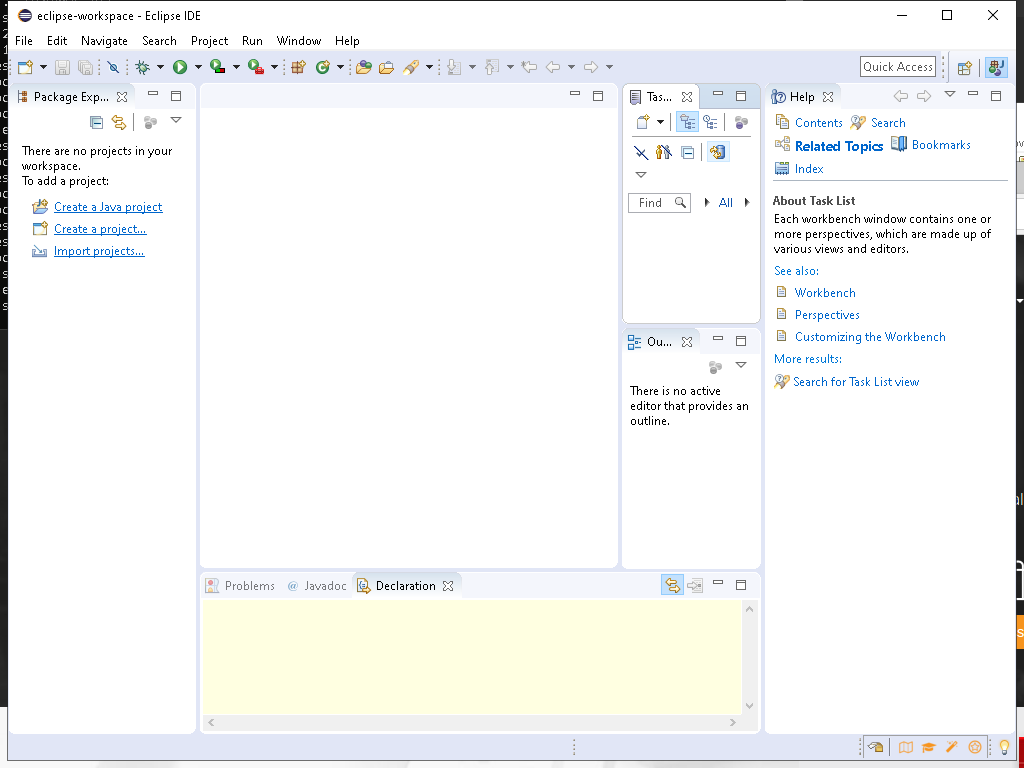 eclipse-workspace - Eclipse IDE
File Edit Navigate Search Project Run Window Help
Quick Access
Package Exp...
There are no projects in your
workspace.
To add a project:
Create a Java project
Create a project...
Import projects...
Tas...
Find
All
Ou...
There is no active
editor that provides an
outline.
Help
Contents Search
Related Topics Bookmarks
Index
About Task List
Each workbench window contains one or
more perspectives, which are made up of
various views and editors.
See also:
Workbench
Perspectives
Customizing the Workbench
More results:
Search for Task List view
Problems @ Javadoc Declaration